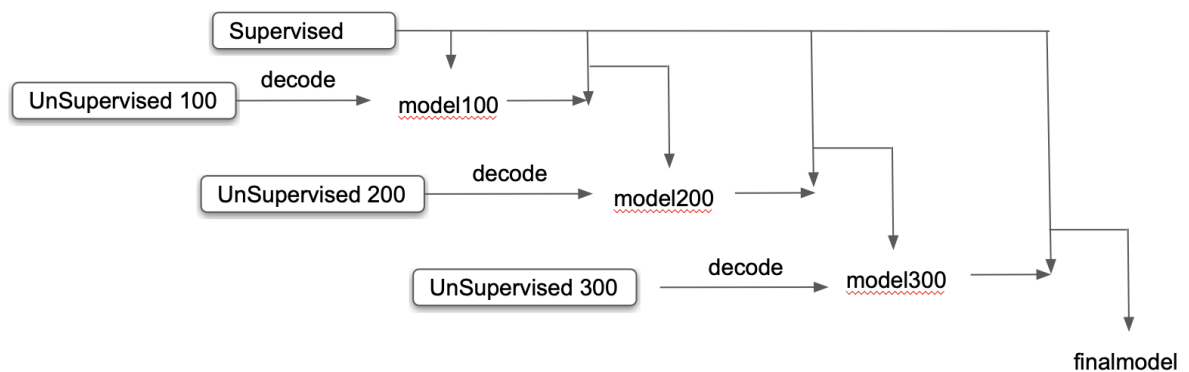 Supervised
decode
UnSupervised 100
model100
decode
UnSupervised 200
model200
decode
UnSupervised 300
model300
finalmodel